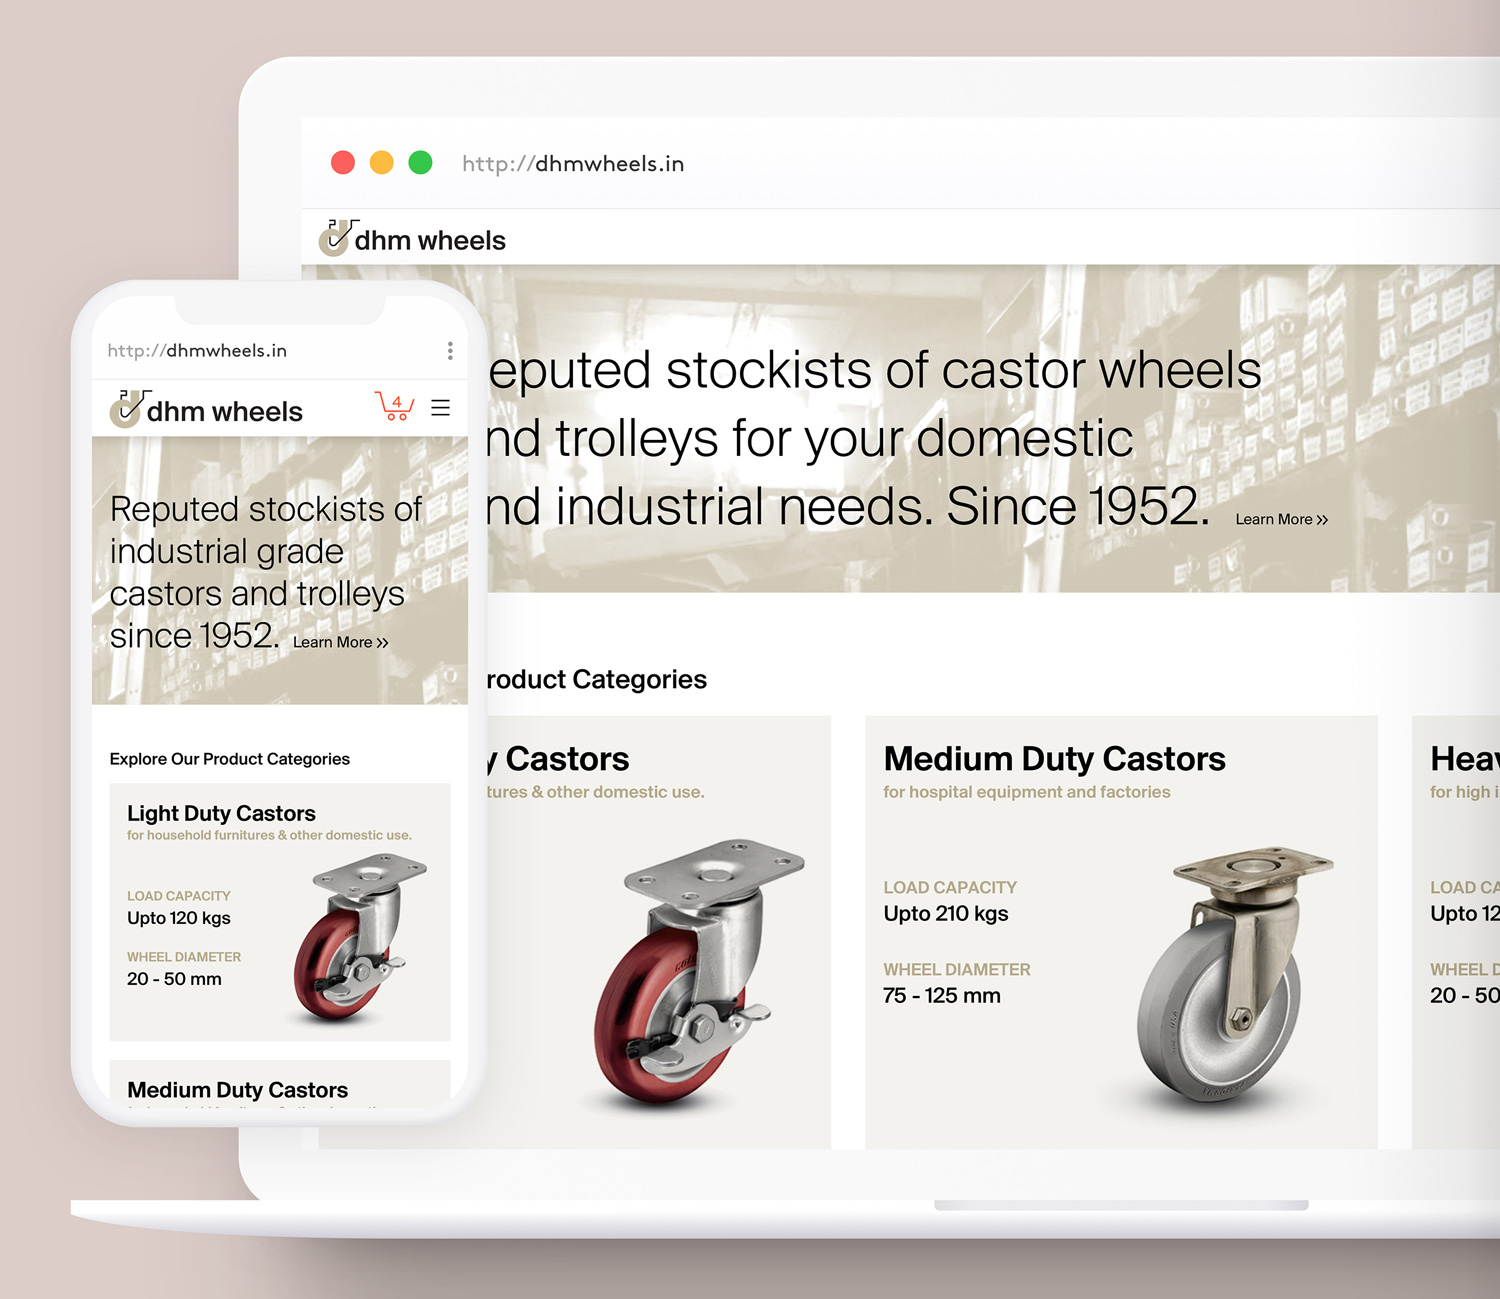 http://dhmwheels.in
dhm wheels
eputed stockists of castor wheels
nd trolleys for your domestic
nd industrial needs. Since 1952. Learn More >>
roduct Categories
y Castors
tures & other domestic use.
Medium Duty Castors
for hospital equipment and factories
LOAD CAPACITY
Upto 210 kgs
WHEEL DIAMETER
75 - 125 mm
Heav
for high i
LOAD CA
Upto 12
WHEEL D
20 - 50
http://dhmwheels.in
dhm wheels
4
Reputed stockists of
industrial grade
castors and trolleys
since 1952. Learn More >>
Explore Our Product Categories
Light Duty Castors
for household furnitures & other domestic use.
LOAD CAPACITY
Upto 120 kgs
WHEEL DIAMETER
20 - 50 mm
Medium Duty Castors